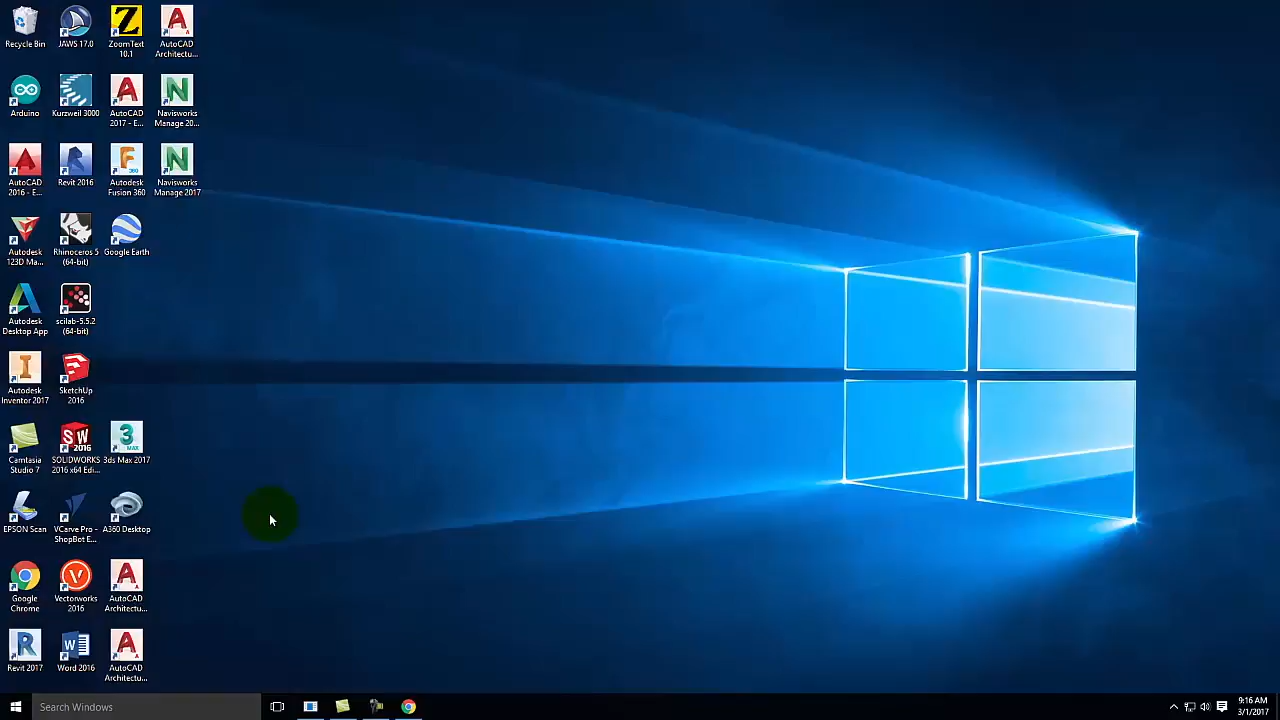 Recycle Bin
JAWS 17.0
ZoomText
10.1
AutoCAD
Architectu...
Arduino
Kurzweil 3000
AutoCAD
2017 - E...
Navisworks
Manage 20...
AutoCAD
2016 - E...
Revit 2016
Autodesk
Fusion 360
Navisworks
Manage 2017
Autodesk
123D Ma...
Rhinoceros 5
(64-bit)
Google Earth
Autodesk
Desktop App
scilab-5.5.2
(64-bit)
Autodesk
Inventor 2017
SketchUp
2016
Camtasia
Studio 7
SOLIDWORKS
2016 x64 Edi...
3ds Max 2017
EPSON Scan
VCarve Pro -
ShopBot E...
A360 Desktop
Google
Chrome
Vectorworks
2016
AutoCAD
Architectu...
Revit 2017
Word 2016
AutoCAD
Architectu...
Search Windows
9:16 AM
3/1/2017